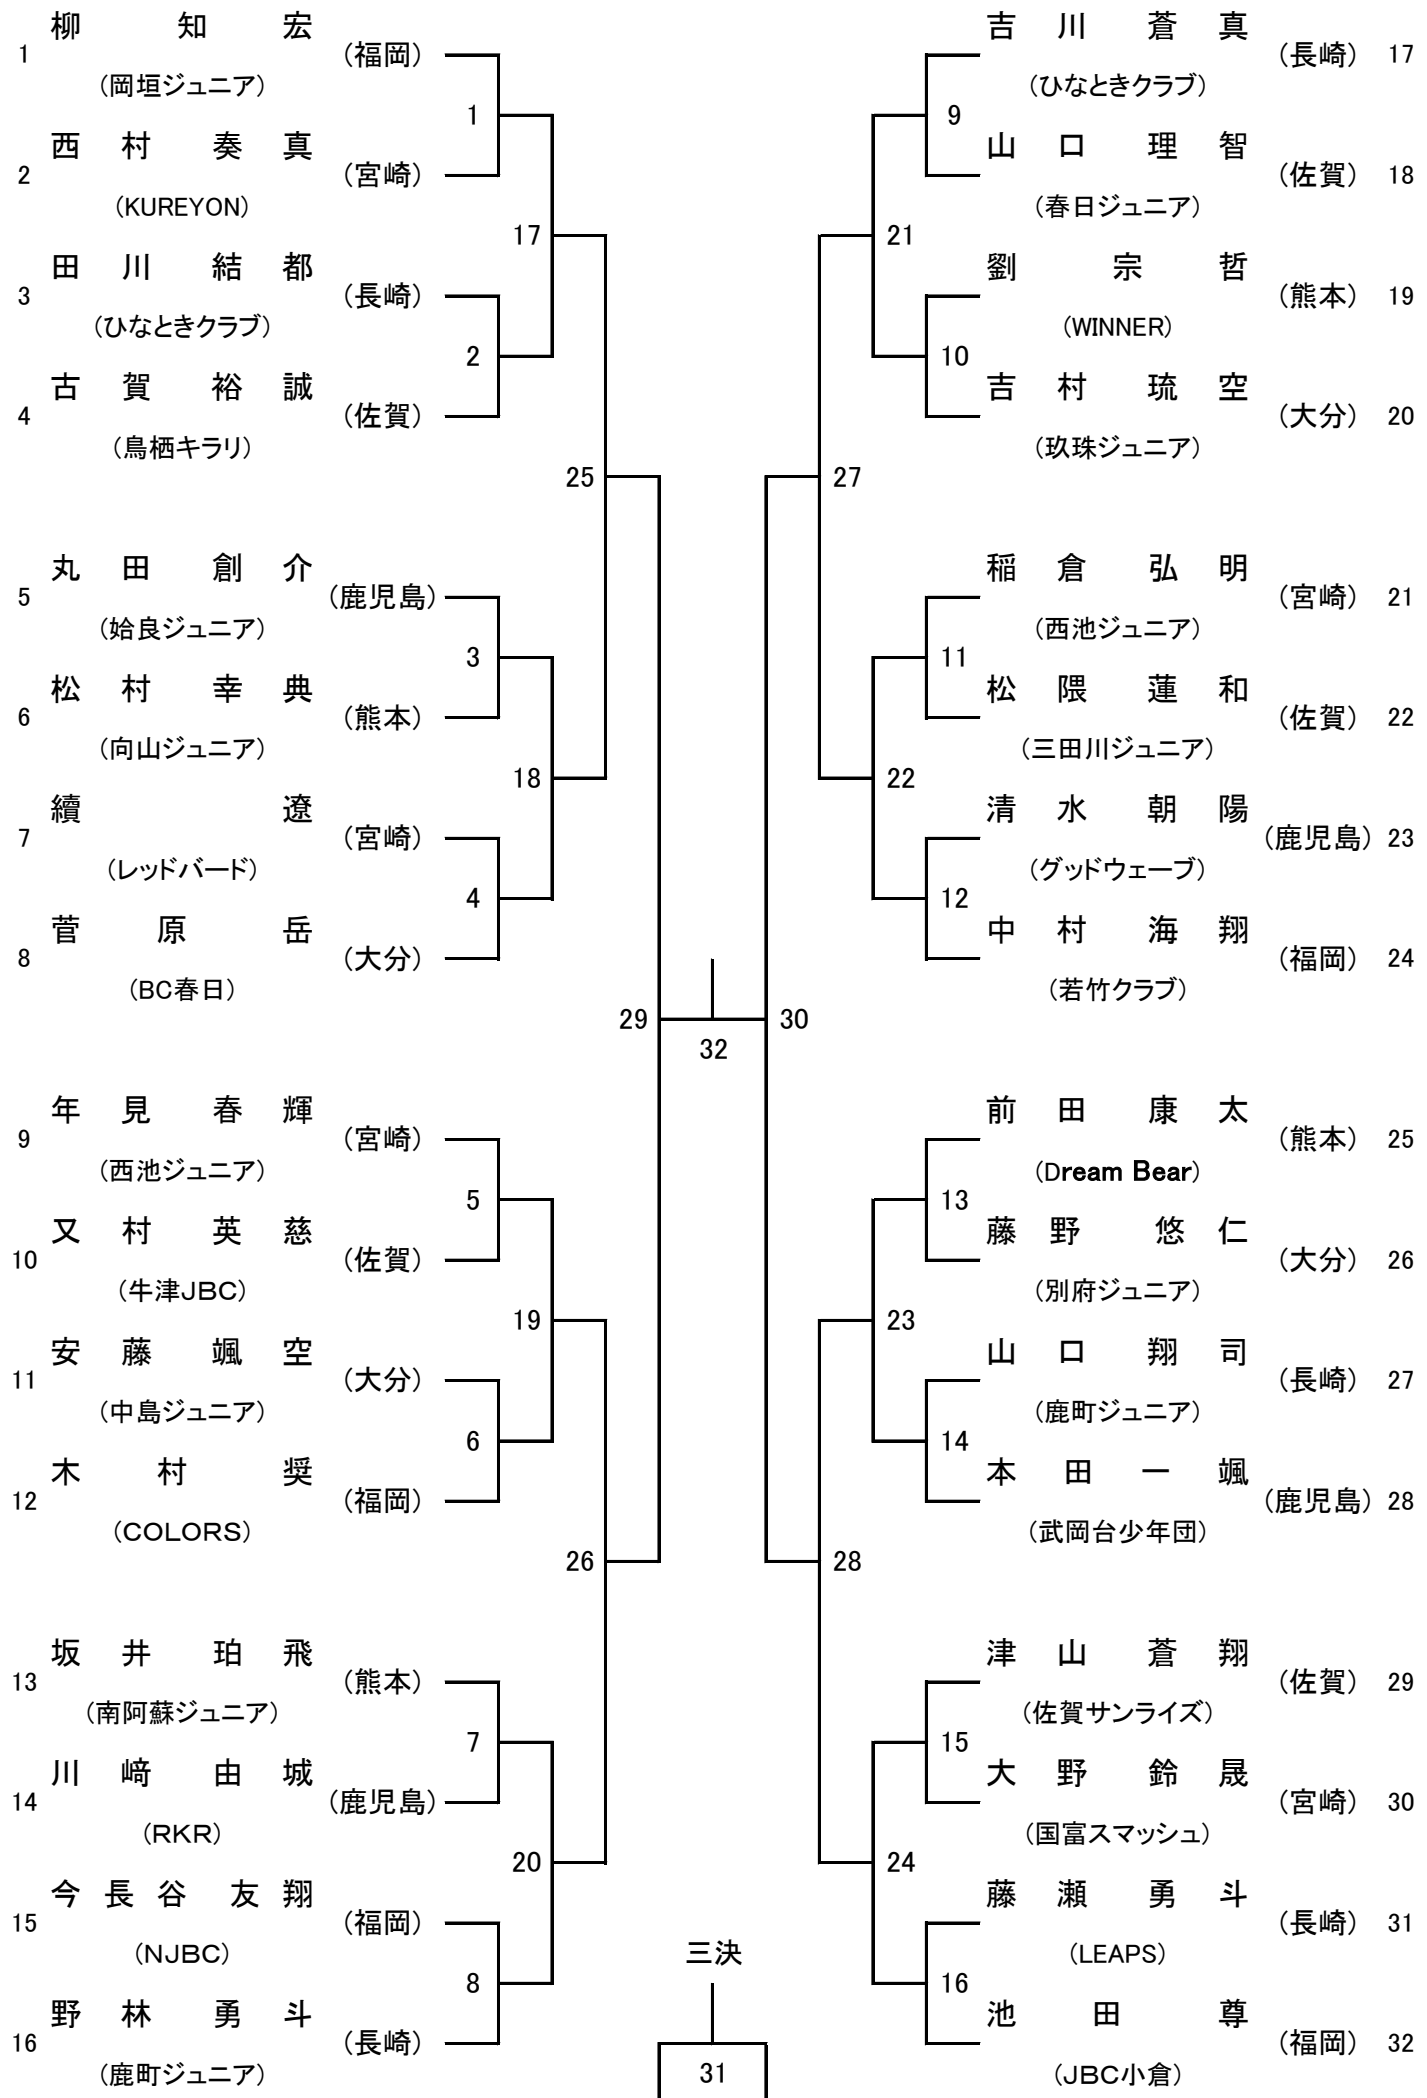 柳 知 宏
1 (福岡)
(岡垣ジュニア)
1
西 村 奏 真
2 (宮崎)
(KUREYON)
17
田 川 結 都
3 (長崎)
(ひなときクラブ)
2
古 賀 裕 誠
4 (佐賀)
(鳥栖キラリ)
25
丸 田 創 介
5 (鹿児島)
(姶良ジュニア)
3
松 村 幸 典
6 (熊本)
(向山ジュニア)
18
續 遼
7 (宮崎)
(レッドバード)
4
菅 原 岳
8 (大分)
(BC春日)
29
年 見 春 輝
9 (宮崎)
(西池ジュニア)
5
又 村 英 慈
10 (佐賀)
(牛津JBC)
19
安 藤 颯 空
11 (大分)
(中島ジュニア)
6
木 村 奨
12 (福岡)
(COLORS)
26
坂 井 珀 飛
13 (熊本)
(南阿蘇ジュニア)
7
川 﨑 由 城
14 (鹿児島)
(RKR)
20
今 長 谷 友 翔
15 (福岡)
(NJBC)
8
野 林 勇 斗
16 (長崎)
(鹿町ジュニア)
32
三決
31
吉 川 蒼 真
(長崎) 17
(ひなときクラブ)
9
山 口 理 智
(佐賀) 18
(春日ジュニア)
21
劉 宗 哲
(熊本) 19
(WINNER)
10
吉 村 琉 空
(大分) 20
(玖珠ジュニア)
27
稲 倉 弘 明
(宮崎) 21
(西池ジュニア)
11
松 隈 蓮 和
(佐賀) 22
(三田川ジュニア)
22
清 水 朝 陽
(鹿児島) 23
(グッドウェーブ)
12
中 村 海 翔
(福岡) 24
(若竹クラブ)
30
前 田 康 太
(熊本) 25
(Dream Bear)
13
藤 野 悠 仁
(大分) 26
(別府ジュニア)
23
山 口 翔 司
(長崎) 27
(鹿町ジュニア)
14
本 田 一 颯
(鹿児島) 28
(武岡台少年団)
28
津 山 蒼 翔
(佐賀) 29
(佐賀サンライズ)
15
大 野 鈴 晟
(宮崎) 30
(国富スマッシュ)
24
藤 瀬 勇 斗
(長崎) 31
(LEAPS)
16
池 田 尊
(福岡) 32
(JBC小倉)